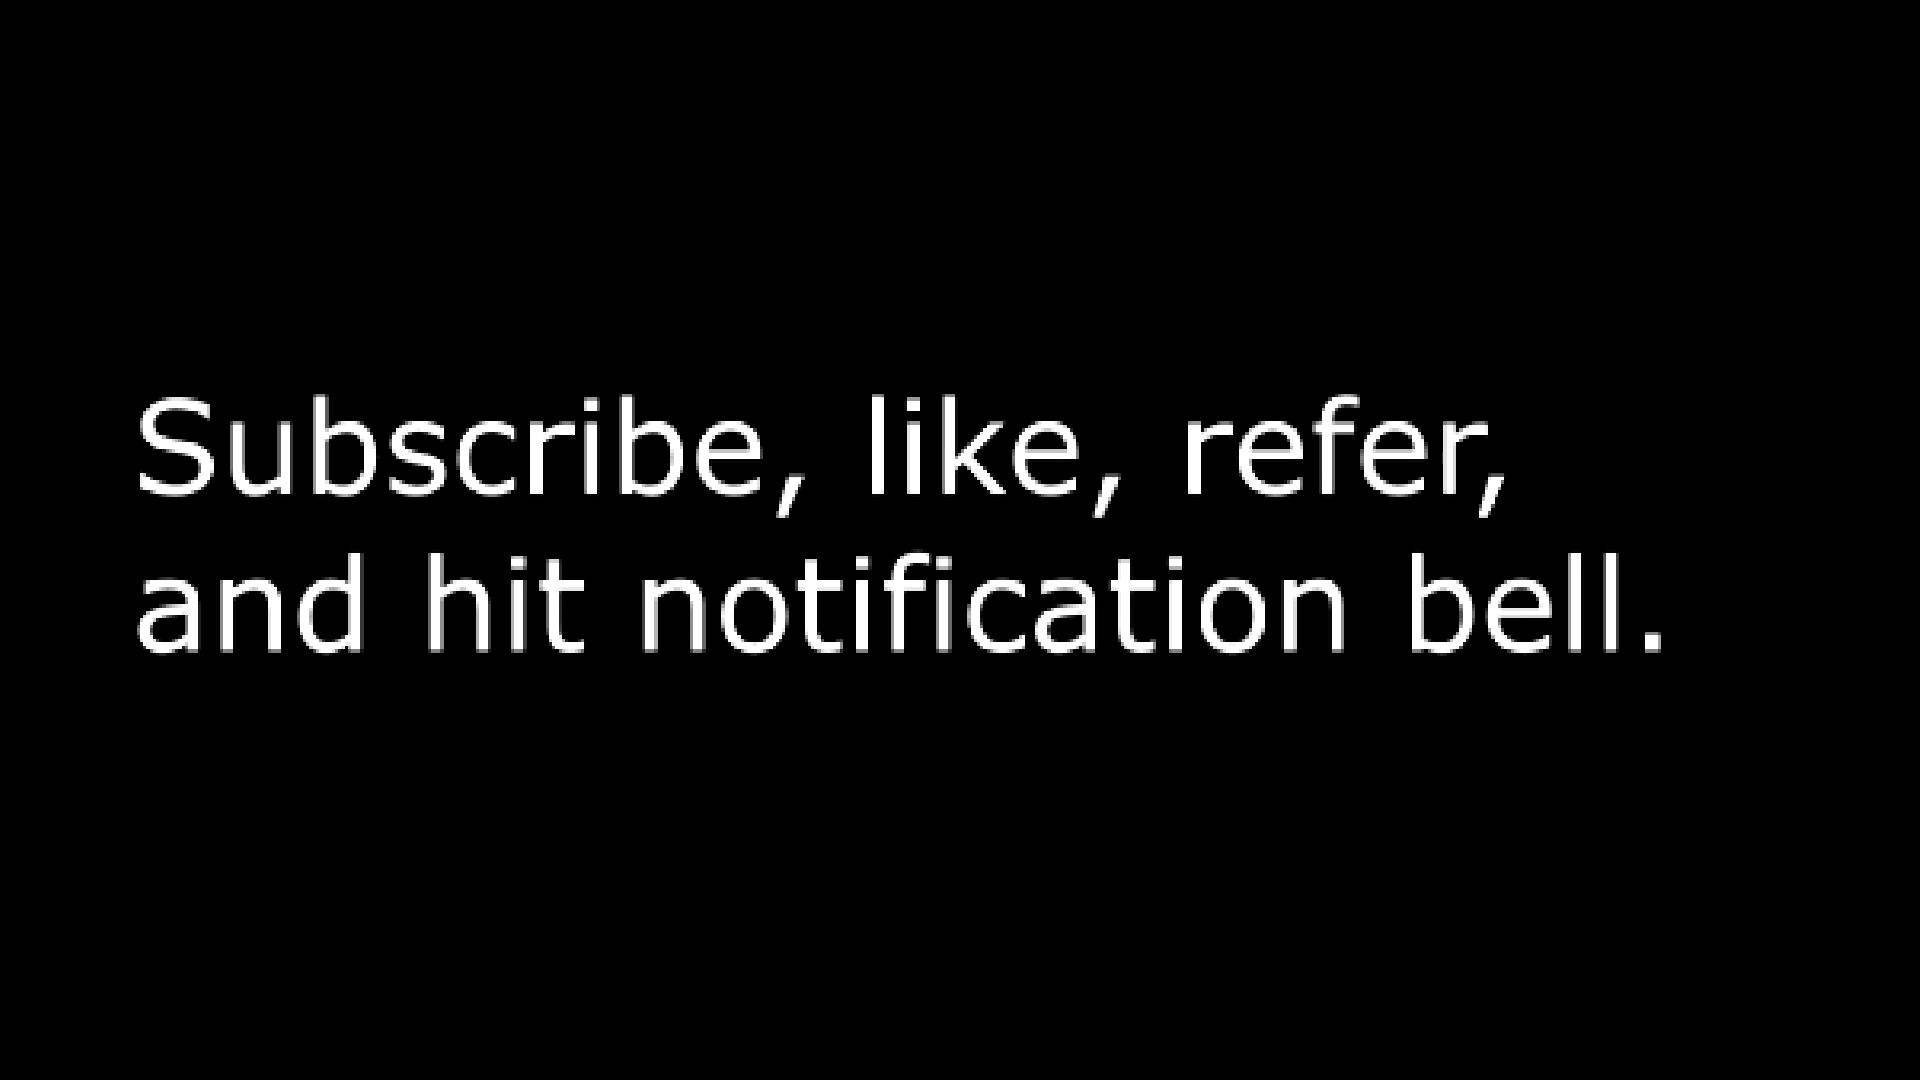 Subscribe, like, refer,
and hit notification bell.